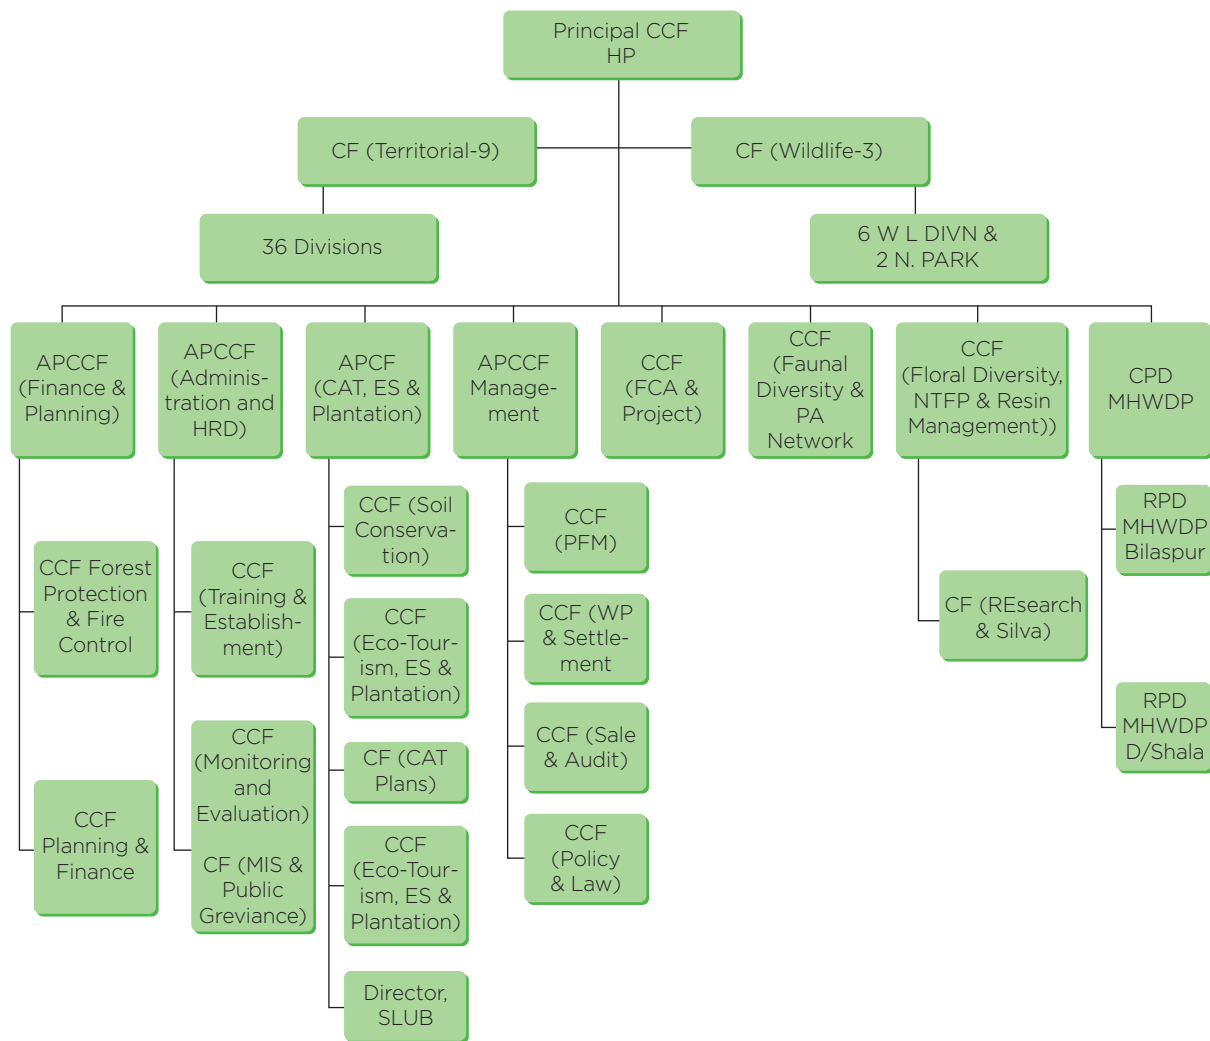 Principal CCF
HP
CF (Territorial-9)
CF (Wildlife-3)
36 Divisions
6 W L DIVN &
2 N. PARK
APCCF
(Finance &
Planning)
APCCF
(Adminis-
tration and
HRD)
APCF
(CAT, ES &
Plantation)
APCCF
Manage-
ment
CCF
(FCA &
Project)
CCF
(Faunal
Diversity &
PA
Network
CCF
(Floral Diversity,
NTFP & Resin
Management))
CPD
MHWDP
CCF Forest
Protection
& Fire
Control
CCF
Planning &
Finance
CCF
(Training &
Establish-
ment)
CCF
(Monitoring
and
Evaluation)
CF (MIS &
Public
Greviance)
CCF (Soil
Conserva-
tion)
CCF
(Eco-Tour-
ism, ES &
Plantation)
CF (CAT
Plans)
CCF
(Eco-Tour-
ism, ES &
Plantation)
Director,
SLUB
CCF
(PFM)
CCF (WP
& Settle-
ment
CCF (Sale
& Audit)
CCF
(Policy
& Law)
CF (REsearch
& Silva)
RPD
MHWDP
Bilaspur
RPD
MHWDP
D/Shala